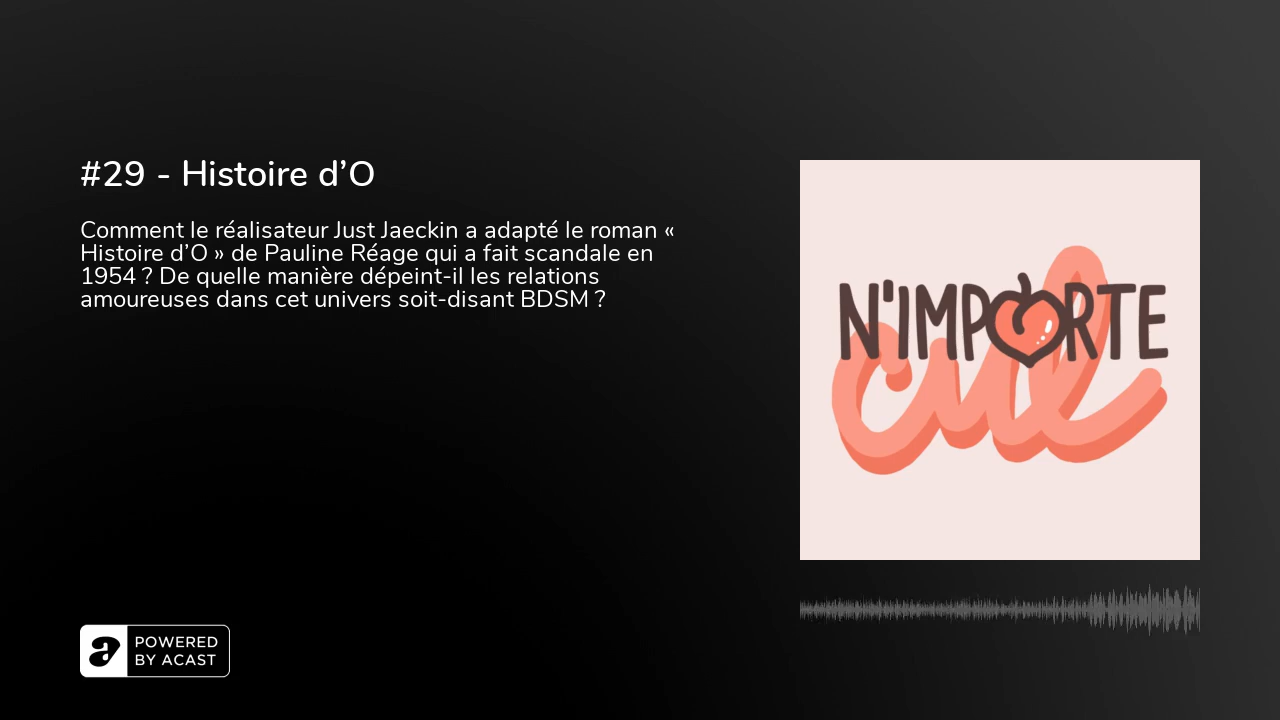 #29 - Histoire d’O
Comment le réalisateur Just Jaeckin a adapté le roman «
Histoire d’O » de Pauline Réage qui a fait scandale en
1954 ? De quelle manière dépeint-il les relations
amoureuses dans cet univers soit-disant BDSM ?
N'IMPORTE
cul
POWERED
BY ACAST